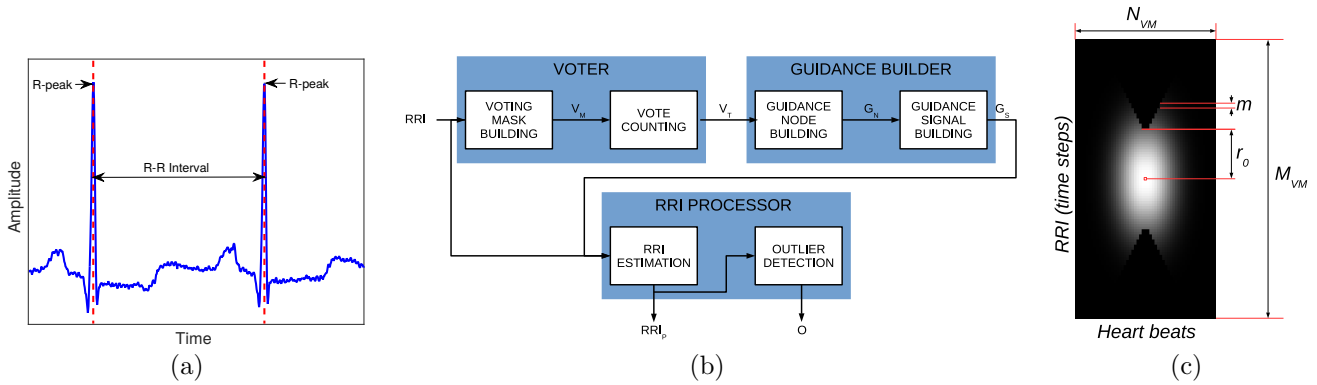 R-peak
R-peak
R-R Interval
Amplitude
Time
(a)
VOTER
GUIDANCE BUILDER
RRI
VOTING
MASK
BUILDING
V_M
VOTE
COUNTING
V_T
GUIDANCE
NODE
BUILDING
G_N
GUIDANCE
SIGNAL
BUILDING
G_S
RRI PROCESSOR
RRI
ESTIMATION
OUTLIER
DETECTION
RRI_P
O
(b)
N_VM
m
r_0
M_VM
RRI (time steps)
Heart beats
(c)